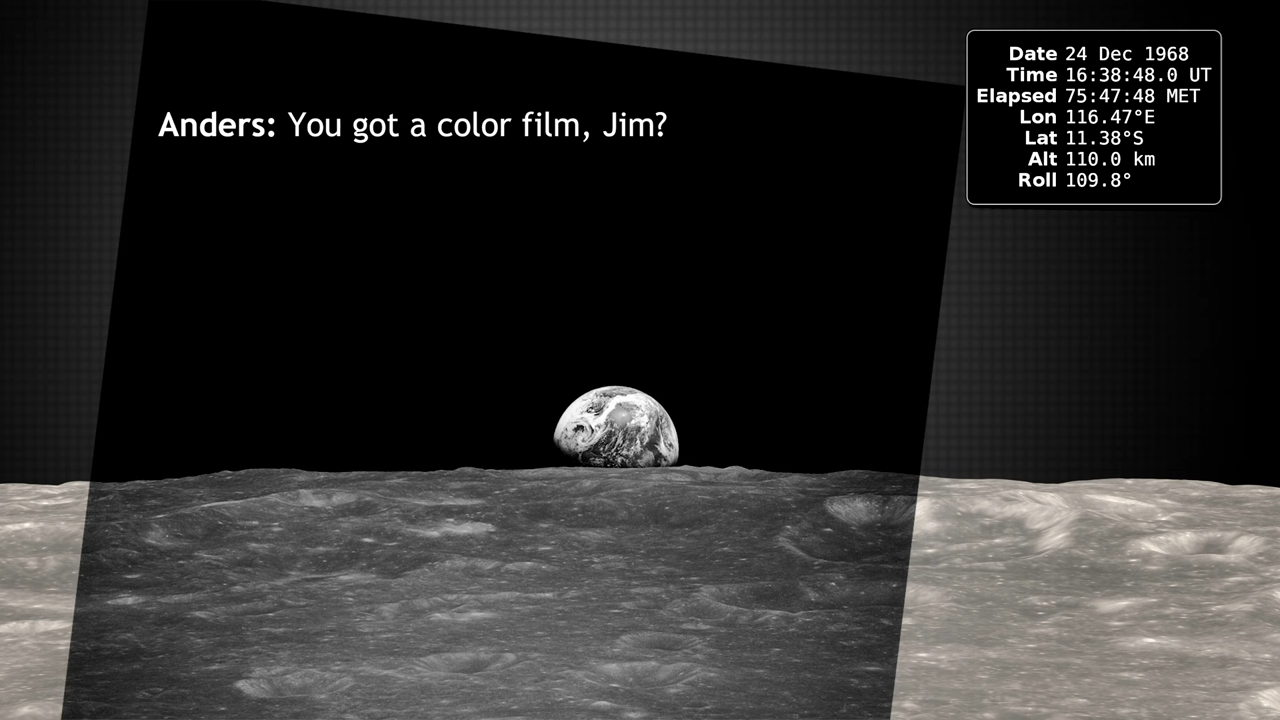 Anders: You got a color film, Jim?
Date 24 Dec 1968
Time 16:38:48.0 UT
Elapsed 75:47:48 MET
Lon 116.47°E
Lat 11.38°S
Alt 110.0 km
Roll 109.8°